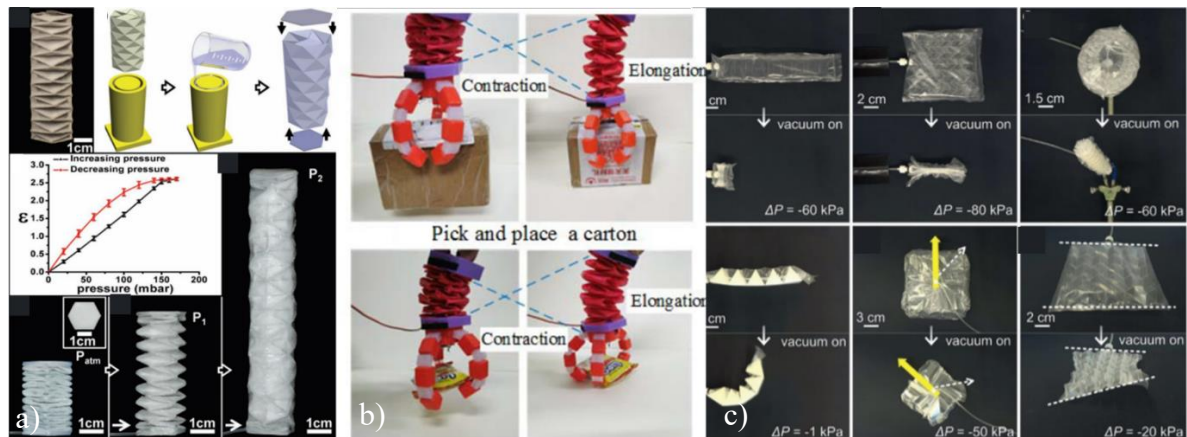 1cm
Increasing pressure
Decreasing pressure
3.0
2.5
2.0
1.5
1.0
0.5
0.0
ε
0 50 100 150 200
pressure (mbar)
1cm
P atm
1cm
P1
1cm
P2
1cm
a)
Contraction
Elongation
Pick and place a carton
Contraction
Elongation
b)
cm
2 cm
1.5 cm
vacuum on
vacuum on
vacuum on
ΔP = -60 kPa
ΔP = -80 kPa
ΔP = -60 kPa
cm
3 cm
2 cm
vacuum on
vacuum on
vacuum on
ΔP = -1 kPa
ΔP = -50 kPa
ΔP = -20 kPa
c)